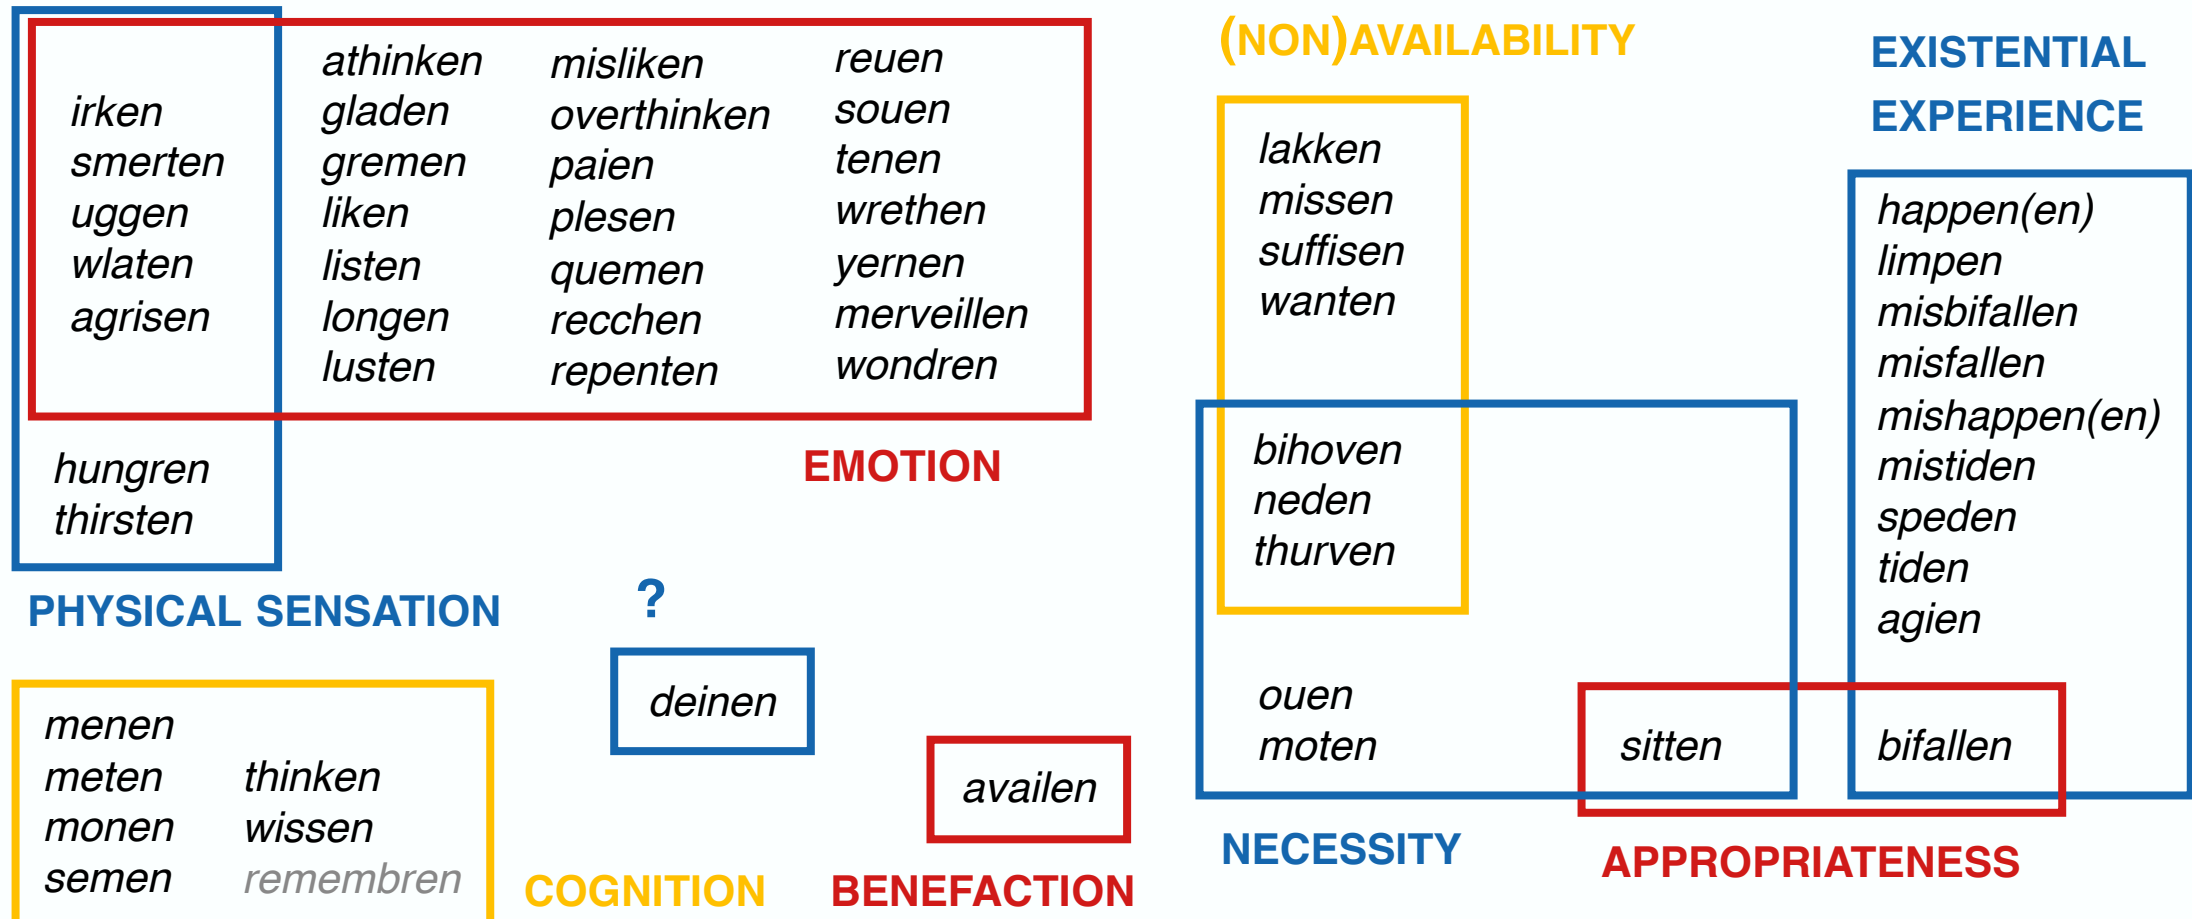 irken
smerten
uggen
wlaten
agrisen
athinken
gladen
gremen
liken
listen
longen
lusten
misliken
overthinken
paien
plesen
quemen
recchen
repenten
reuen
souen
tenen
wrethen
yernen
merveillen
wondren
EMOTION
hungren
thirsten
PHYSICAL SENSATION
?
deinen
menen
meten
monen
semen
thinken
wissen
remembren
COGNITION
availen
BENEFACTION
(NON)AVAILABILITY
lakken
missen
suffisen
wanten
bihoven
neden
thurven
ouen
moten
NECESSITY
sitten
bifallen
APPROPRIATENESS
EXISTENTIAL
EXPERIENCE
happen(en)
limpen
misbifallen
misfallen
mishappen(en)
mistiden
speden
tiden
agien